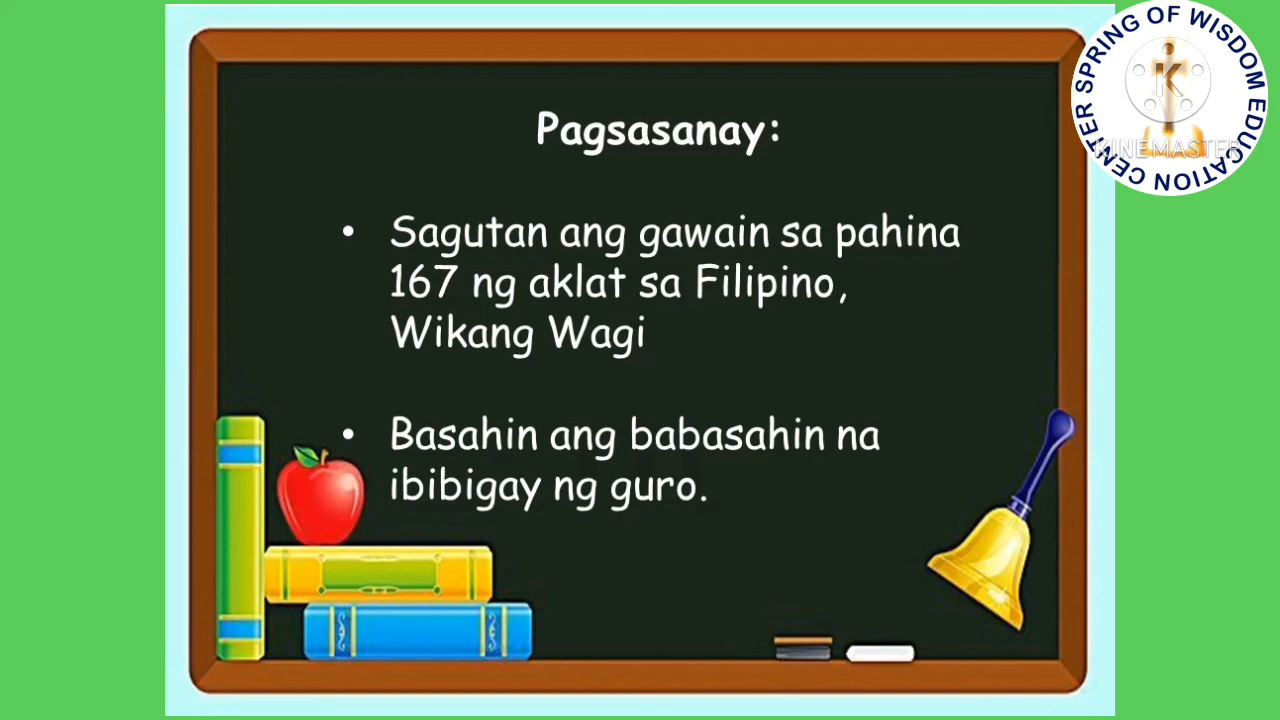 Pagsasanay:
• Sagutan ang gawain sa pahina
167 ng aklat sa Filipino,
Wikang Wagi
• Basahin ang babasahin na
ibibigay ng guro.
SPRING OF WISDOM EDUCATION CENTER
K
KINEMASTER